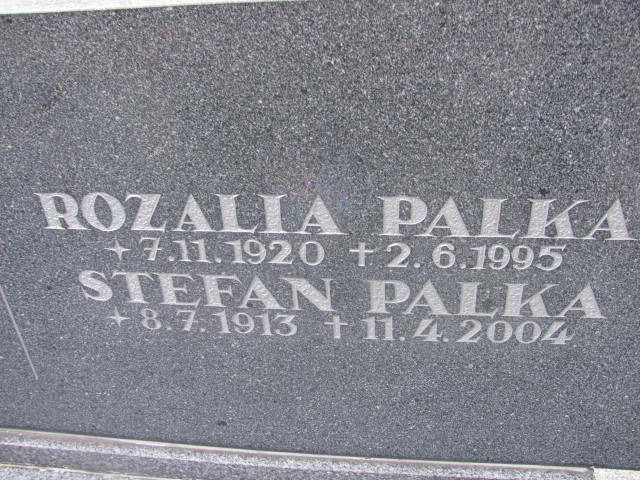 ROZALIA PALKA
✦ 7.11.1920 ✝ 2.6.1995
STEFAN PALKA
✦ 8.7.1913 ✝ 11.4.2004